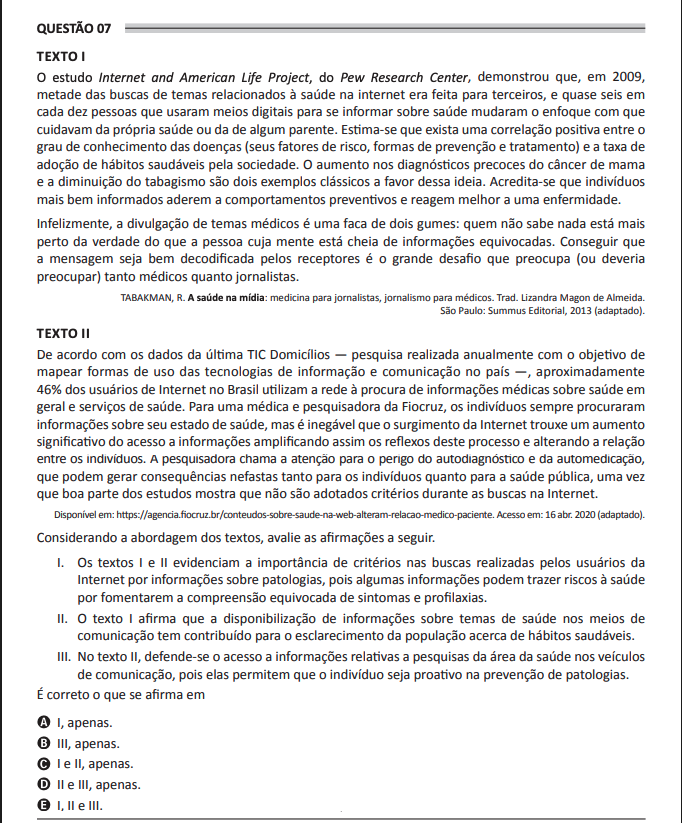 QUESTÃO 07
TEXTO I
O estudo Internet and American Life Project, do Pew Research Center, demonstrou que, em 2009,
metade das buscas de temas relacionados à saúde na internet era feita para terceiros, e quase seis em
cada dez pessoas que usaram meios digitais para se informar sobre saúde mudaram o enfoque com que
cuidavam da própria saúde ou da de algum parente. Estima-se que exista uma correlação positiva entre o
grau de conhecimento das doenças (seus fatores de risco, formas de prevenção e tratamento) e a taxa de
adoção de hábitos saudáveis pela sociedade. O aumento nos diagnósticos precoces do câncer de mama
e a diminuição do tabagismo são dois exemplos clássicos a favor dessa ideia. Acredita-se que indivíduos
mais bem informados aderem a comportamentos preventivos e reagem melhor a uma enfermidade.
Infelizmente, a divulgação de temas médicos é uma faca de dois gumes: quem não sabe nada está mais
perto da verdade do que a pessoa cuja mente está cheia de informações equivocadas. Conseguir que
a mensagem seja bem decodificada pelos receptores é o grande desafio que preocupa (ou deveria
preocupar) tanto médicos quanto jornalistas.
TABAKMAN, R. A saúde na mídia: medicina para jornalistas, jornalismo para médicos. Trad. Lizandra Magon de Almeida.
São Paulo: Summus Editorial, 2013 (adaptado).
TEXTO II
De acordo com os dados da última TIC Domicílios — pesquisa realizada anualmente com o objetivo de
mapear formas de uso das tecnologias de informação e comunicação no país —, aproximadamente
46% dos usuários de Internet no Brasil utilizam a rede à procura de informações médicas sobre saúde em
geral e serviços de saúde. Para uma médica e pesquisadora da Fiocruz, os indivíduos sempre procuraram
informações sobre seu estado de saúde, mas é inegável que o surgimento da Internet trouxe um aumento
significativo do acesso a informações amplificando assim os reflexos deste processo e alterando a relação
entre os indivíduos. A pesquisadora chama a atenção para o perigo do autodiagnóstico e da automedicação,
que podem gerar consequências nefastas tanto para os indivíduos quanto para a saúde pública, uma vez
que boa parte dos estudos mostra que não são adotados critérios durante as buscas na Internet.
Disponível em: https://agencia.fiocruz.br/conteudos-sobre-saude-na-web-alteram-relacao-medico-paciente. Acesso em: 16 abr. 2020 (adaptado).
Considerando a abordagem dos textos, avalie as afirmações a seguir.
I. Os textos I e II evidenciam a importância de critérios nas buscas realizadas pelos usuários da
Internet por informações sobre patologias, pois algumas informações podem trazer riscos à saúde
por fomentarem a compreensão equivocada de sintomas e profilaxias.
II. O texto I afirma que a disponibilização de informações sobre temas de saúde nos meios de
comunicação tem contribuído para o esclarecimento da população acerca de hábitos saudáveis.
III. No texto II, defende-se o acesso a informações relativas a pesquisas da área da saúde nos veículos
de comunicação, pois elas permitem que o indivíduo seja proativo na prevenção de patologias.
É correto o que se afirma em
A I, apenas.
B III, apenas.
C I e II, apenas.
D II e III, apenas.
E I, II e III.